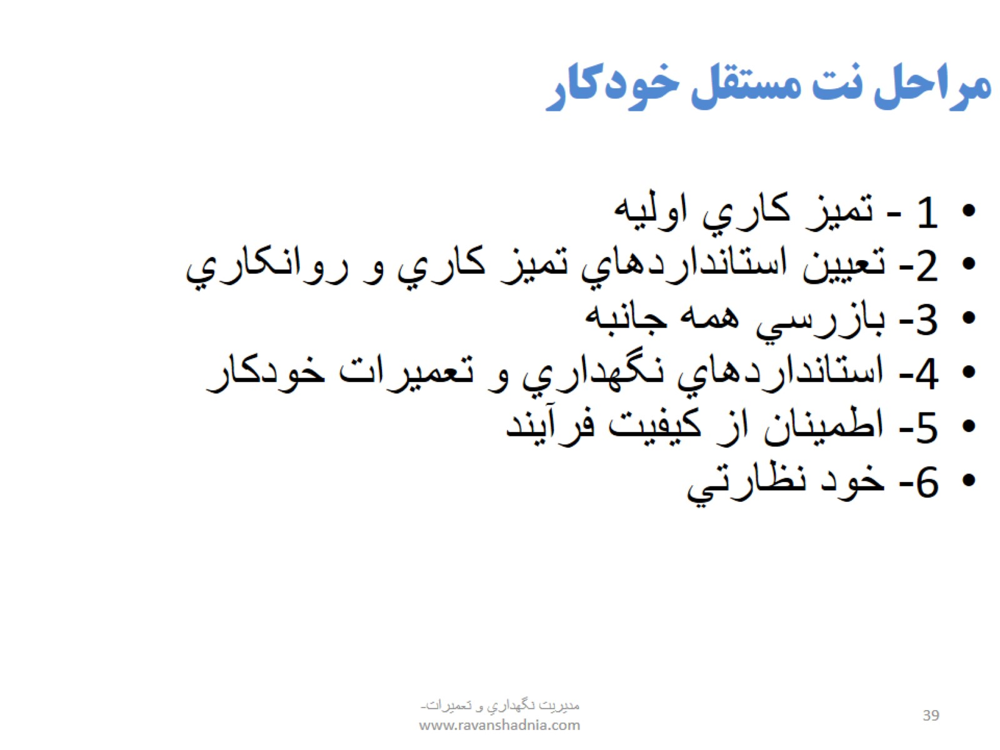 مراحل نت مستقل خودکار
• 1 - تميز كاري اوليه
• 2- تعيين استانداردهاي تميز كاري و روانكاري
• 3- بازرسي همه جانبه
• 4- استانداردهاي نگهداري و تعميرات خودكار
• 5- اطمينان از كيفيت فرآيند
• 6- خود نظارتي
مديريت نگهداري و تعميرات-
www.ravanshadnia.com
39